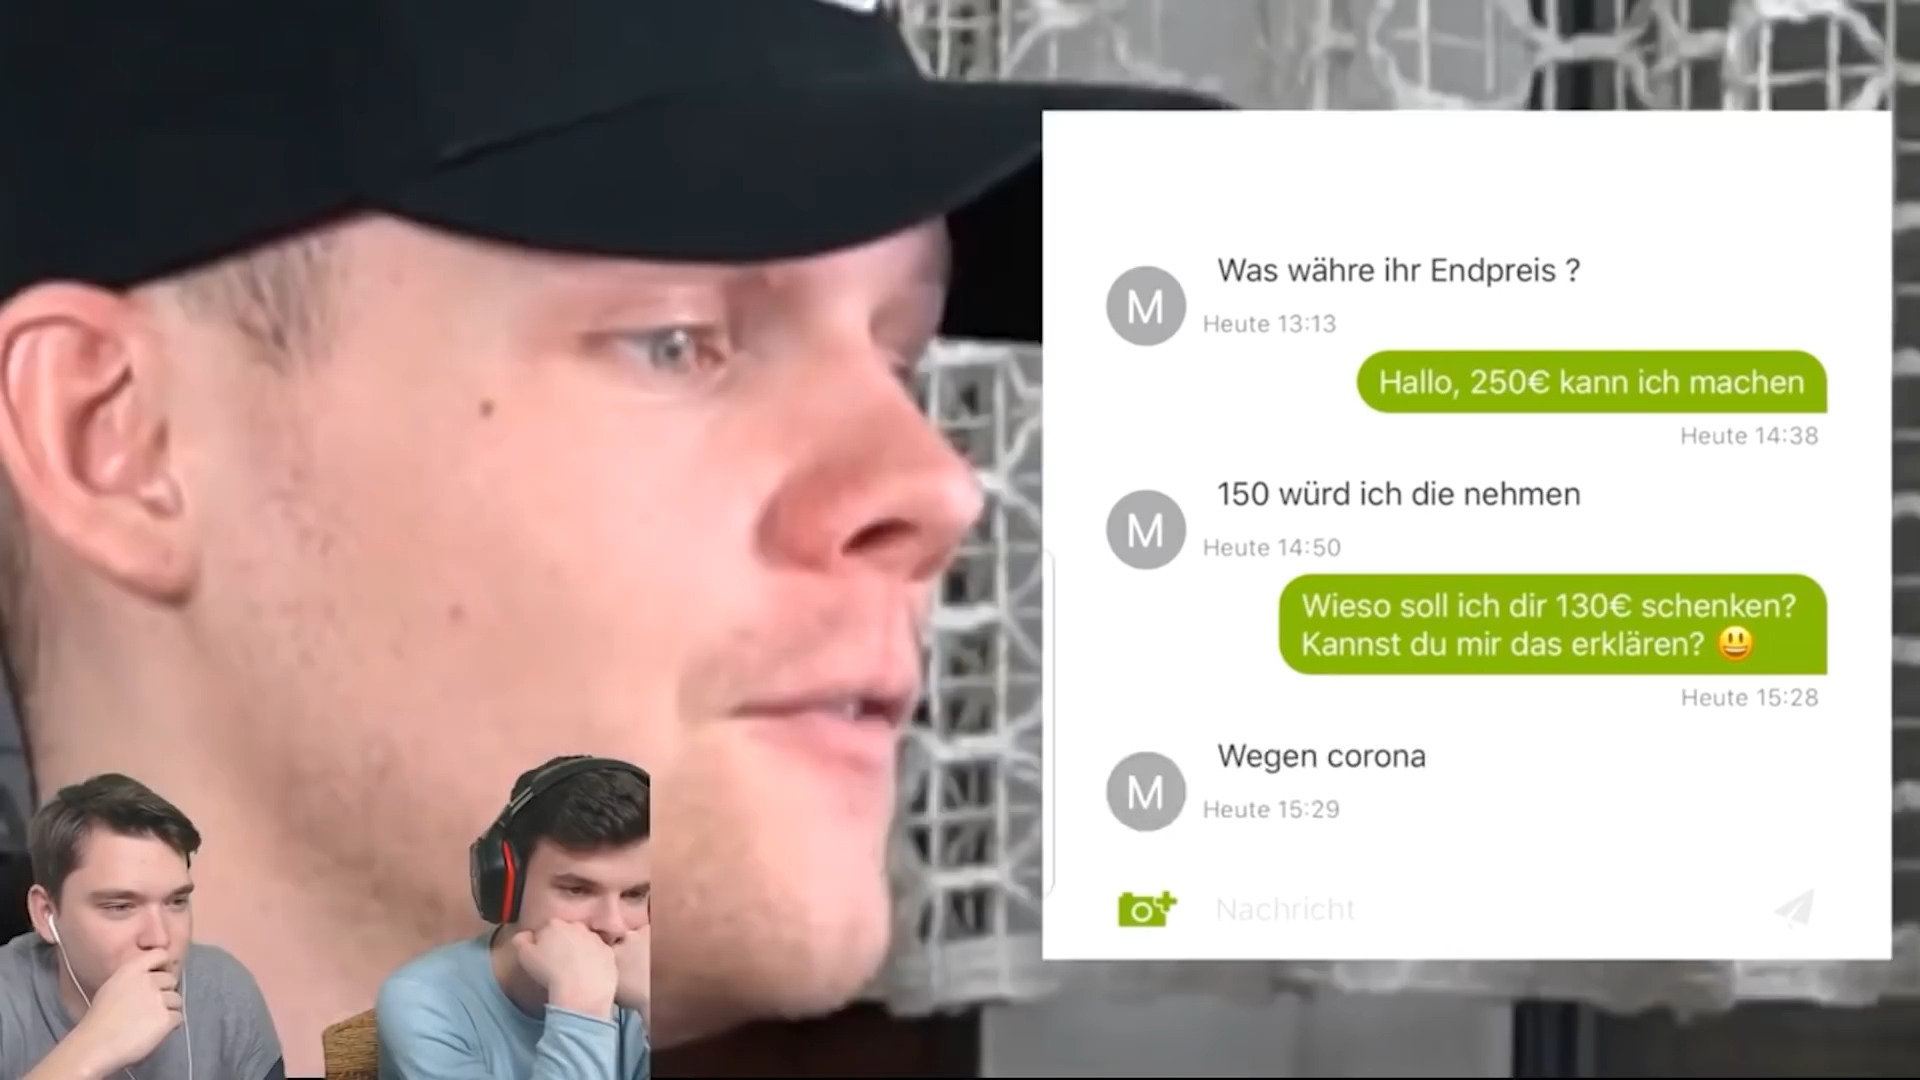 Was währe ihr Endpreis ?
M
Heute 13:13
Hallo, 250€ kann ich machen
Heute 14:38
150 würd ich die nehmen
M
Heute 14:50
Wieso soll ich dir 130€ schenken?
Kannst du mir das erklären? 😃
Heute 15:28
Wegen corona
M
Heute 15:29
Nachricht